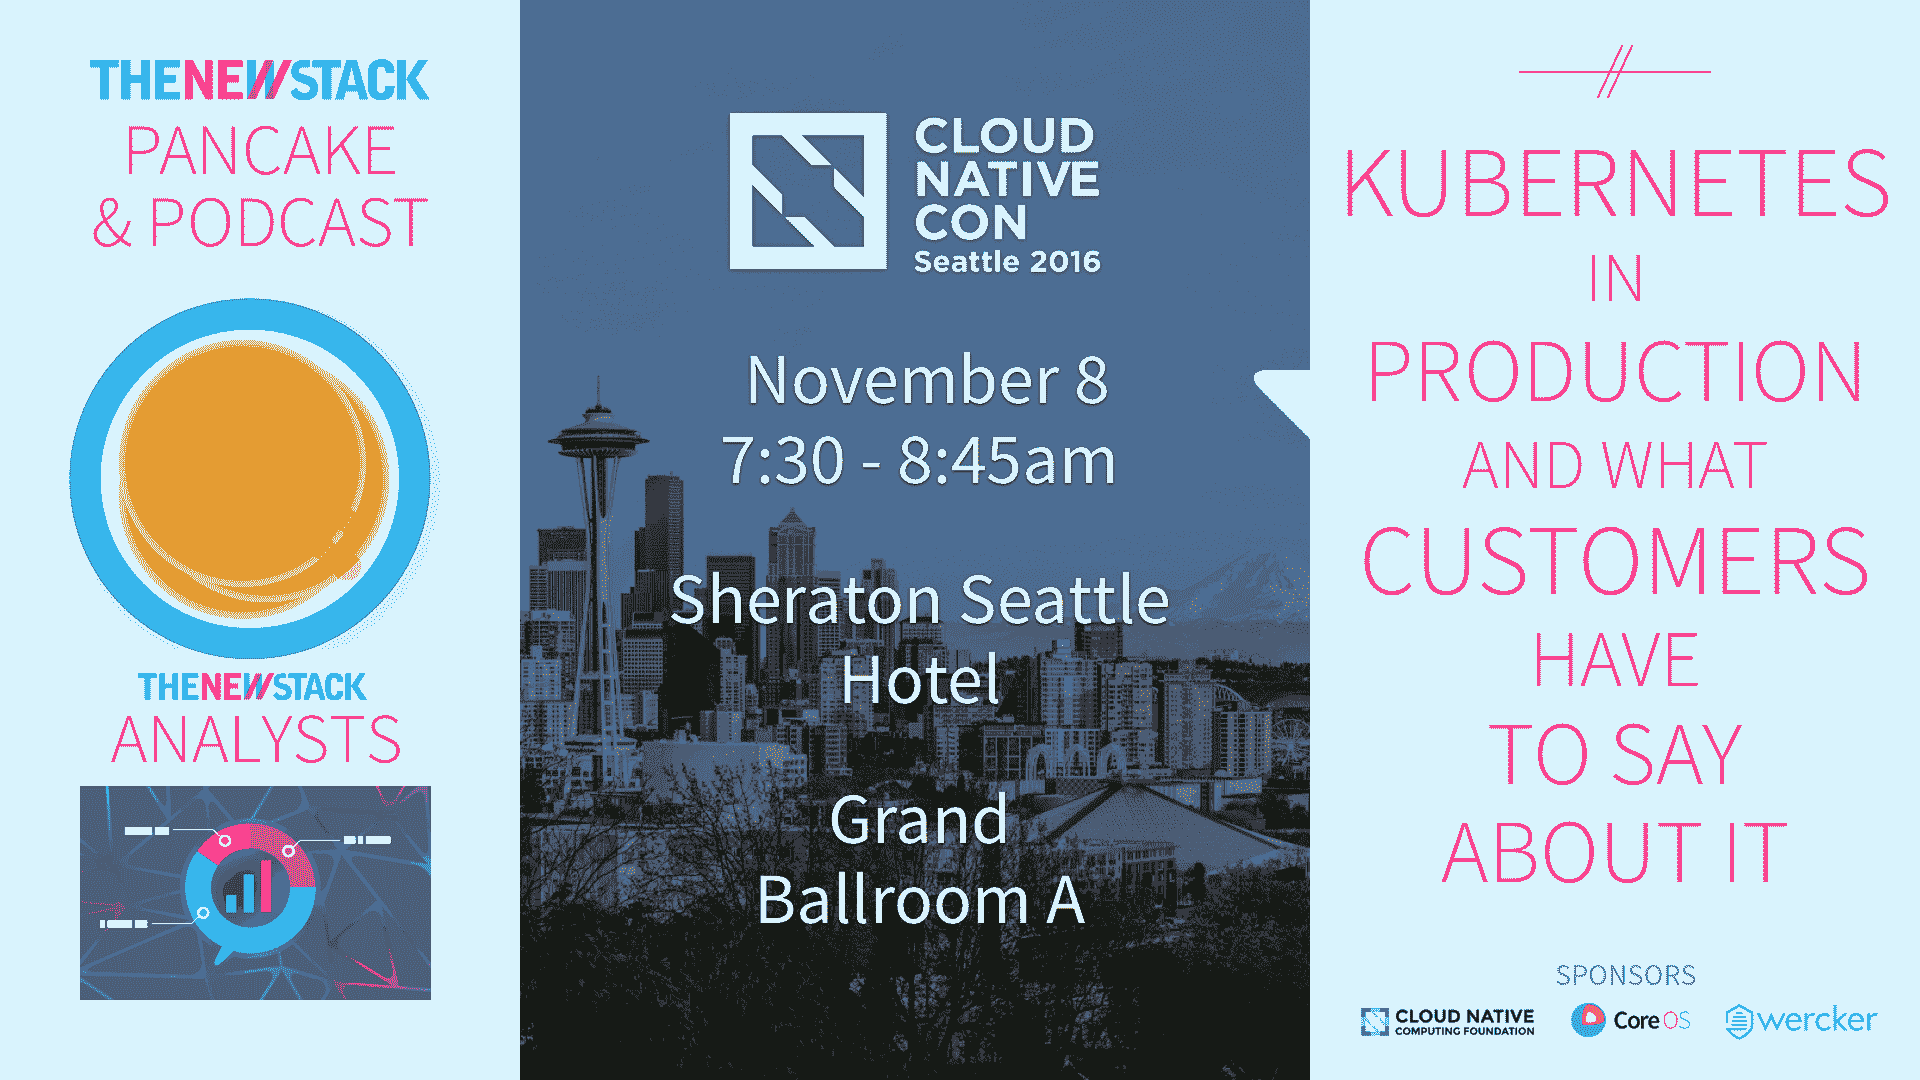 THENEWSTACK
PANCAKE
& PODCAST
THENEWSTACK
ANALYSTS
CLOUD
NATIVE
CON
Seattle 2016
November 8
7:30 - 8:45am
Sheraton Seattle
Hotel
Grand
Ballroom A
KUBERNETES
IN
PRODUCTION
AND WHAT
CUSTOMERS
HAVE
TO SAY
ABOUT IT
SPONSORS
CLOUD NATIVE
COMPUTING FOUNDATION
CoreOS
wercker